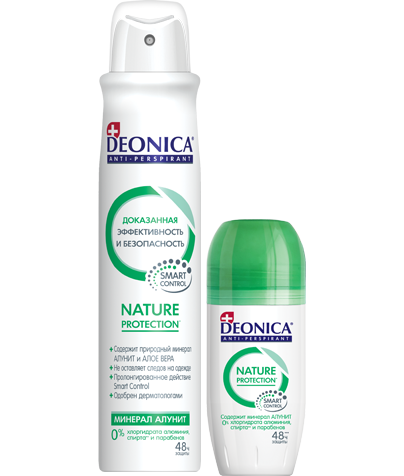 DEONICA®
ANTI-PERSPIRANT
ДОКАЗАННАЯ
ЭФФЕКТИВНОСТЬ
И БЕЗОПАСНОСТЬ
SMART
CONTROL
NATURE
PROTECTION
+Содержит природный минерал
АЛУНИТ и АЛОЕ ВЕРА
+Не оставляет следов на одежде
+Пролонгированное действие
Smart Control
+Одобрен дерматологами
МИНЕРАЛ АЛУНИТ
0% хлоргидрата алюминия,
спирта* и парабенов
48ч
защиты
DEONICA®
ANTI-PERSPIRANT
NATURE
PROTECTION
SMART
CONTROL
Содержит минерал АЛУНИТ
0% хлоргидрата алюминия,
спирта** и парабенов
48ч
защиты